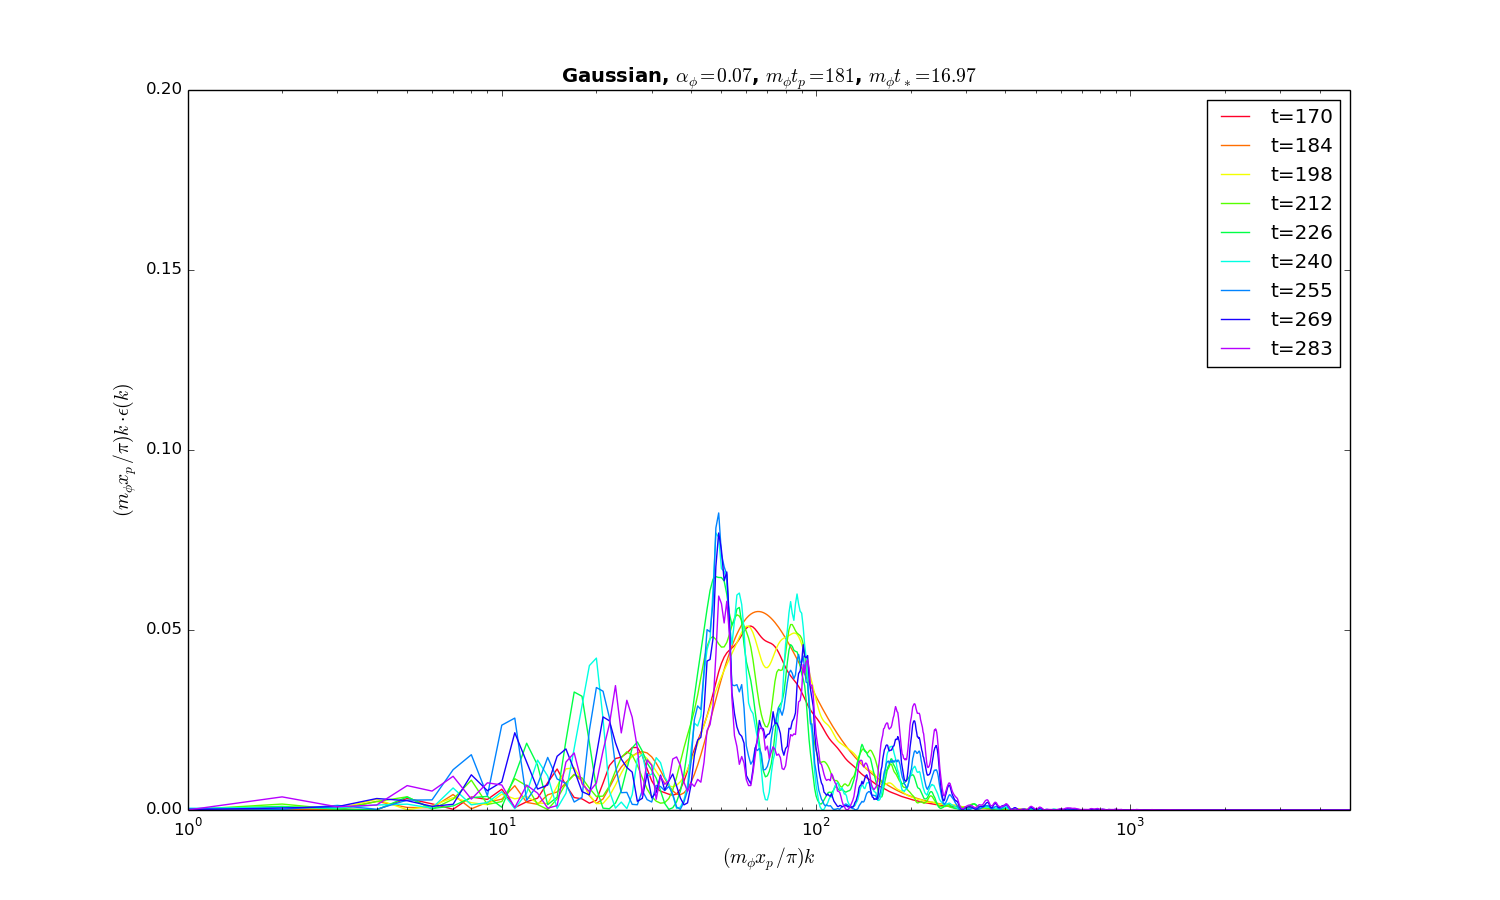 Gaussian, α_ϕ=0.07, m_ϕt_p=181, m_ϕt_*=16.97
0.20
0.15
0.10
0.05
0.00
(m_ϕx_p/π)k·ϵ(k)
t=170
t=184
t=198
t=212
t=226
t=240
t=255
t=269
t=283
10^0 10^1 10^2 10^3
(m_ϕx_p/π)k